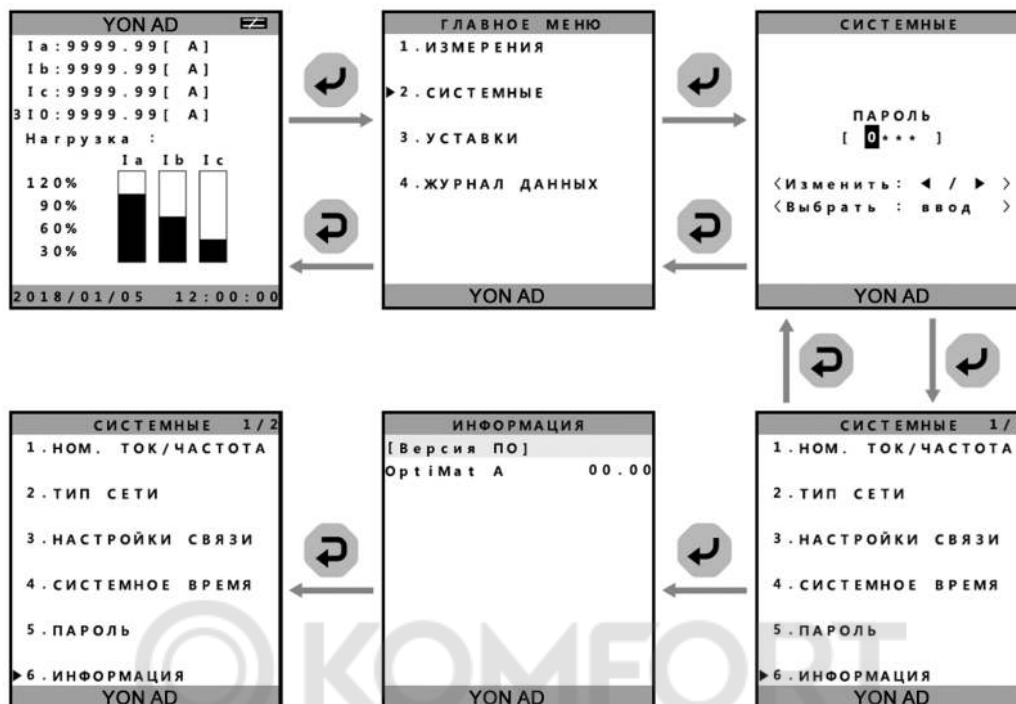 YON AD
Ia:9999.99[ A]
Ib:9999.99[ A]
Ic:9999.99[ A]
3I0:9999.99[ A]
Нагрузка :
Ia Ib Ic
120%
90%
60%
30%
2018/01/05 12:00:00
ГЛАВНОЕ МЕНЮ
1.ИЗМЕРЕНИЯ
2.СИСТЕМНЫЕ
3.УСТАВКИ
4.ЖУРНАЛ ДАННЫХ
YON AD
СИСТЕМНЫЕ
ПАРОЛЬ
[ 0*** ]
<Изменить: ◀ / ▶ >
<Выбрать : ввод >
YON AD
СИСТЕМНЫЕ 1/2
1.НОМ. ТОК/ЧАСТОТА
2.ТИП СЕТИ
3.НАСТРОЙКИ СВЯЗИ
4.СИСТЕМНОЕ ВРЕМЯ
5.ПАРОЛЬ
6.ИНФОРМАЦИЯ
YON AD
ИНФОРМАЦИЯ
[Версия ПО]
OptiMat A 00.00
YON AD
СИСТЕМНЫЕ 1/
1.НОМ. ТОК/ЧАСТОТА
2.ТИП СЕТИ
3.НАСТРОЙКИ СВЯЗИ
4.СИСТЕМНОЕ ВРЕМЯ
5.ПАРОЛЬ
6.ИНФОРМАЦИЯ
YON AD
KOMFORT